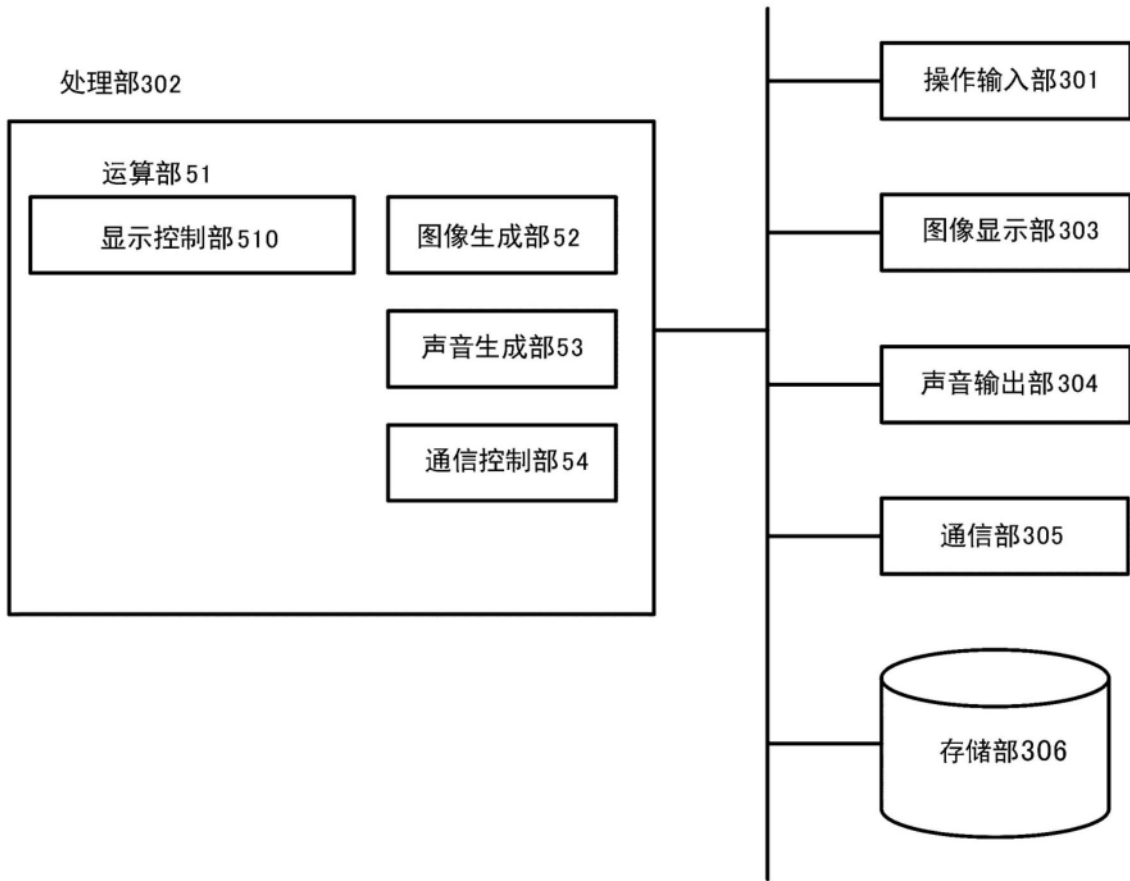 处理部302
运算部51
显示控制部510
图像生成部52
声音生成部53
通信控制部54
操作输入部301
图像显示部303
声音输出部304
通信部305
存储部306